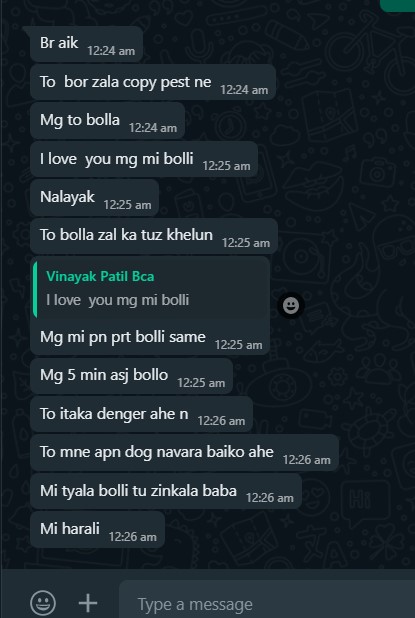 Br aik 12:24 am
To bor zala copy pest ne 12:24 am
Mg to bolla 12:24 am
I love you mg mi bolli 12:25 am
Nalayak 12:25 am
To bolla zal ka tuz khelun 12:25 am
Vinayak Patil Bca
I love you mg mi bolli
Mg mi pn prt bolli same 12:25 am
Mg 5 min asj bollo 12:25 am
To itaka denger ahe n 12:26 am
To mne apn dog navara baiko ahe 12:26 am
Mi tyala bolli tu zinkala baba 12:26 am
Mi harali 12:26 am
Type a message